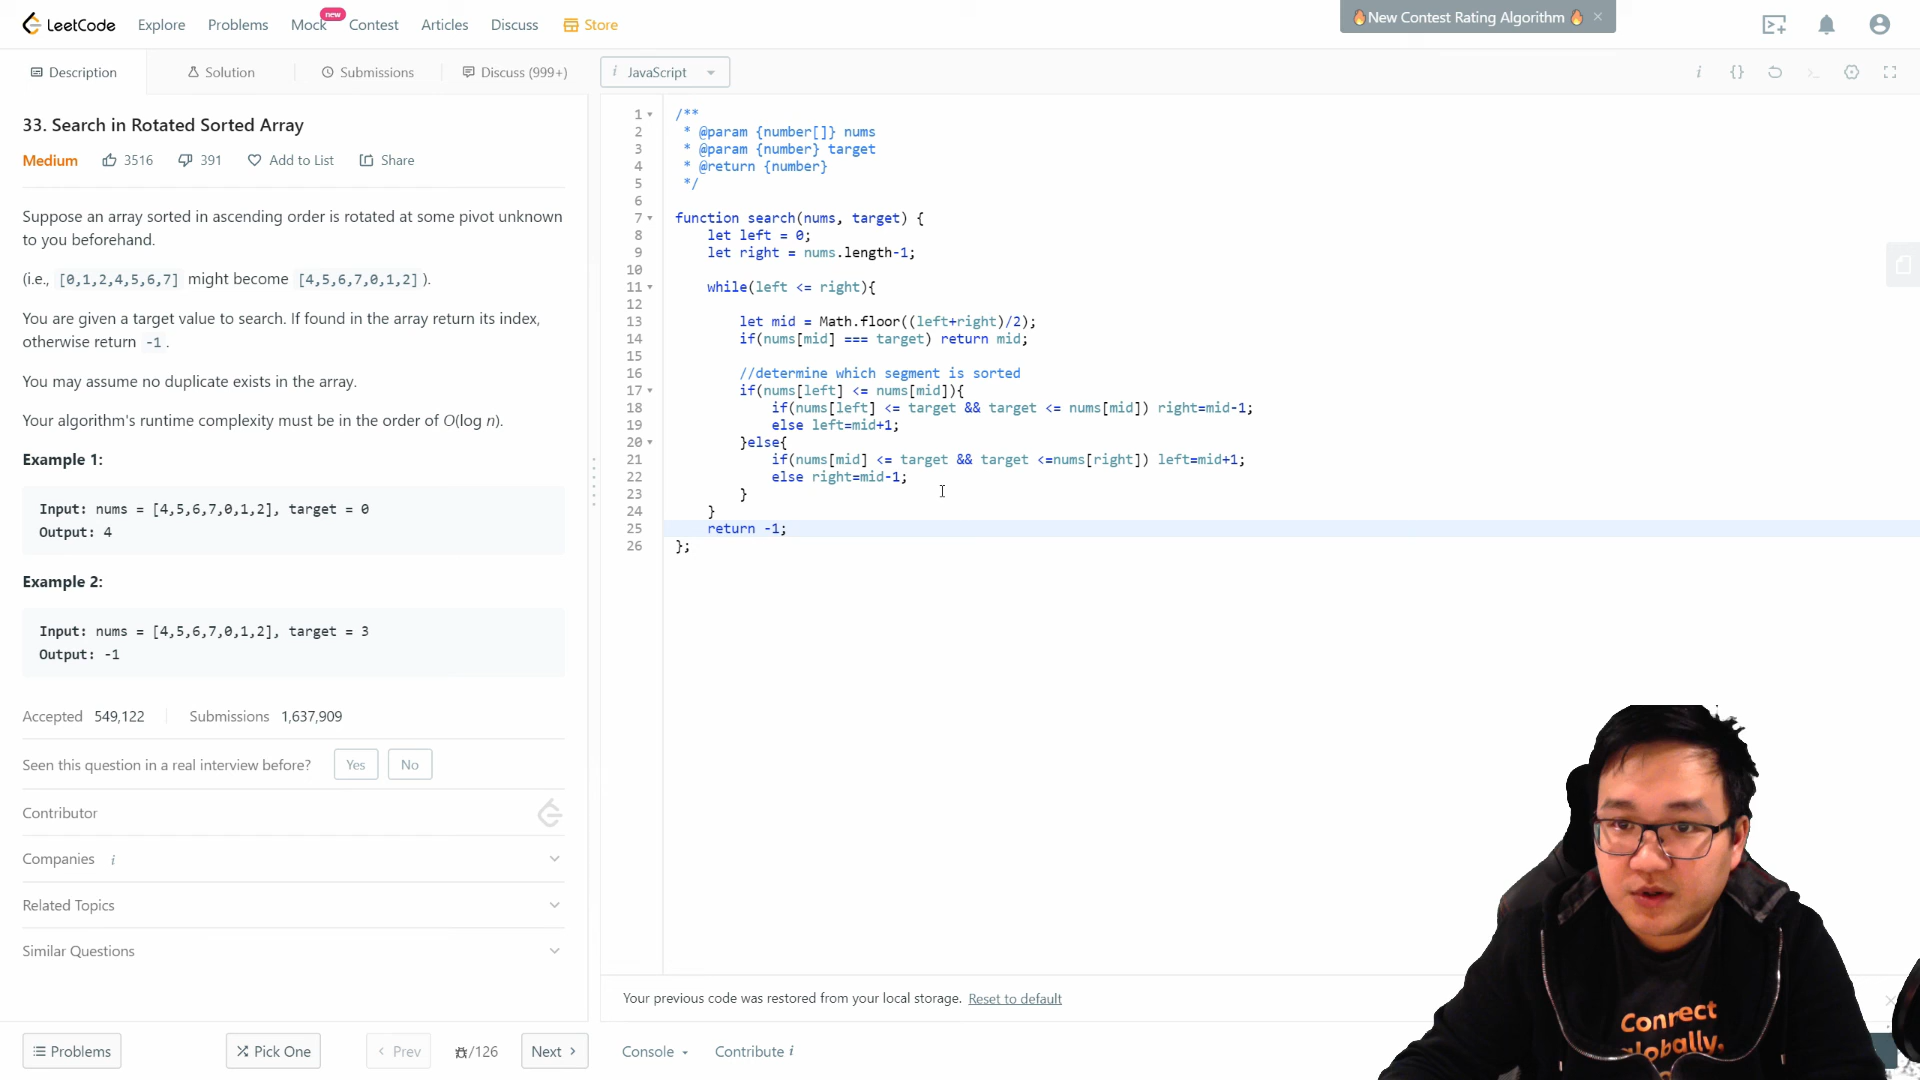 LeetCode
Explore
Problems
Mock
new
Contest
Articles
Discuss
Store
🔥New Contest Rating Algorithm 🔥 ×
Description
Solution
Submissions
Discuss (999+)
i JavaScript
i {}
33. Search in Rotated Sorted Array
Medium 3516 391 Add to List Share
Suppose an array sorted in ascending order is rotated at some pivot unknown
to you beforehand.
(i.e., [0,1,2,4,5,6,7] might become [4,5,6,7,0,1,2] ).
You are given a target value to search. If found in the array return its index,
otherwise return -1 .
You may assume no duplicate exists in the array.
Your algorithm's runtime complexity must be in the order of O(log n).
Example 1:
Input: nums = [4,5,6,7,0,1,2], target = 0
Output: 4
Example 2:
Input: nums = [4,5,6,7,0,1,2], target = 3
Output: -1
Accepted 549,122 Submissions 1,637,909
Seen this question in a real interview before? Yes No
Contributor
Companies i
Related Topics
Similar Questions
Problems
Pick One
Prev
/126
Next
1 /**
2 * @param {number[]} nums
3 * @param {number} target
4 * @return {number}
5 */
6
7 function search(nums, target) {
8 let left = 0;
9 let right = nums.length-1;
10
11 while(left <= right){
12
13 let mid = Math.floor((left+right)/2);
14 if(nums[mid] === target) return mid;
15
16 //determine which segment is sorted
17 if(nums[left] <= nums[mid]){
18 if(nums[left] <= target && target <= nums[mid]) right=mid-1;
19 else left=mid+1;
20 }else{
21 if(nums[mid] <= target && target <=nums[right]) left=mid+1;
22 else right=mid-1;
23 }
24 }
25 return -1;
26 };
Your previous code was restored from your local storage. Reset to default
Console
Contribute i
Connect
globally.